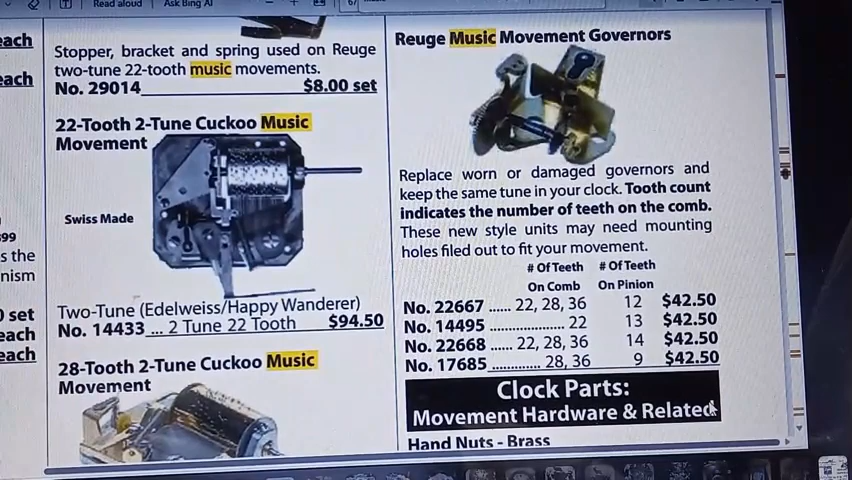 Read aloud
Ask Bing AI
each
each
99
s the
nism
set
each
each
Stopper, bracket and spring used on Reuge
two-tune 22-tooth music movements.
No. 29014 $8.00 set
22-Tooth 2-Tune Cuckoo Music
Movement
Swiss Made
Two-Tune (Edelweiss/Happy Wanderer)
No. 14433 ... 2 Tune 22 Tooth $94.50
28-Tooth 2-Tune Cuckoo Music
Movement
Reuge Music Movement Governors
Replace worn or damaged governors and
keep the same tune in your clock. Tooth count
indicates the number of teeth on the comb.
These new style units may need mounting
holes filed out to fit your movement.
# Of Teeth # Of Teeth
On Comb On Pinion
No. 22667 ...... 22, 28, 36 12 $42.50
No. 14495 .................... 22 13 $42.50
No. 22668 ...... 22, 28, 36 14 $42.50
No. 17685 ............. 28, 36 9 $42.50
Clock Parts:
Movement Hardware & Related
Hand Nuts - Brass